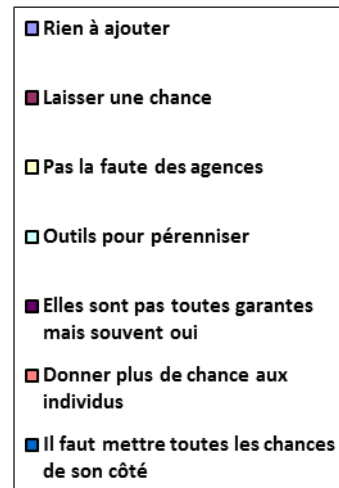 Rien à ajouter
Laisser une chance
Pas la faute des agences
Outils pour pérenniser
Elles sont pas toutes garantes
mais souvent oui
Donner plus de chance aux
individus
Il faut mettre toutes les chances
de son côté